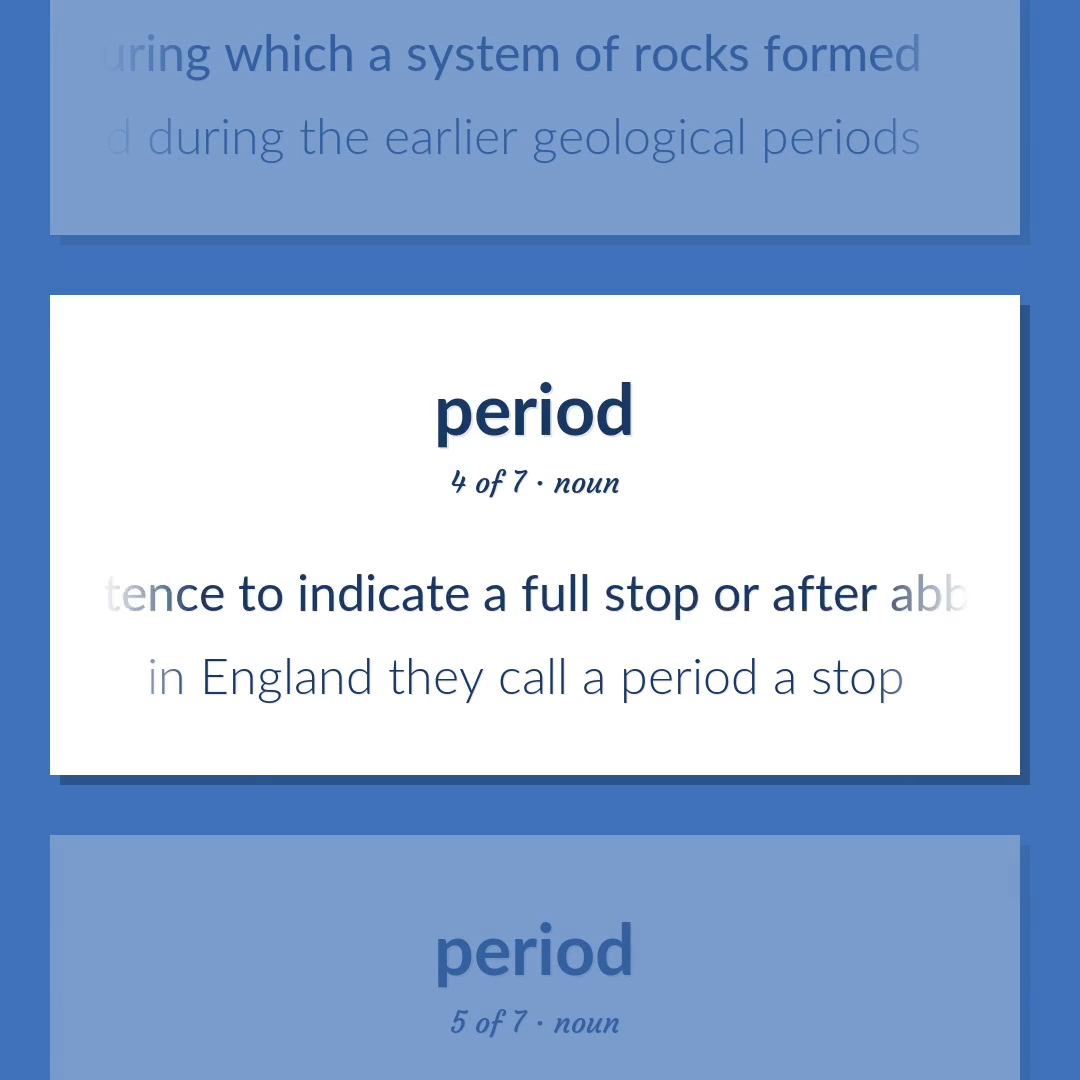 uring which a system of rocks formed
d during the earlier geological periods
period
4 of 7 · noun
tence to indicate a full stop or after abb
in England they call a period a stop
period
5 of 7 · noun